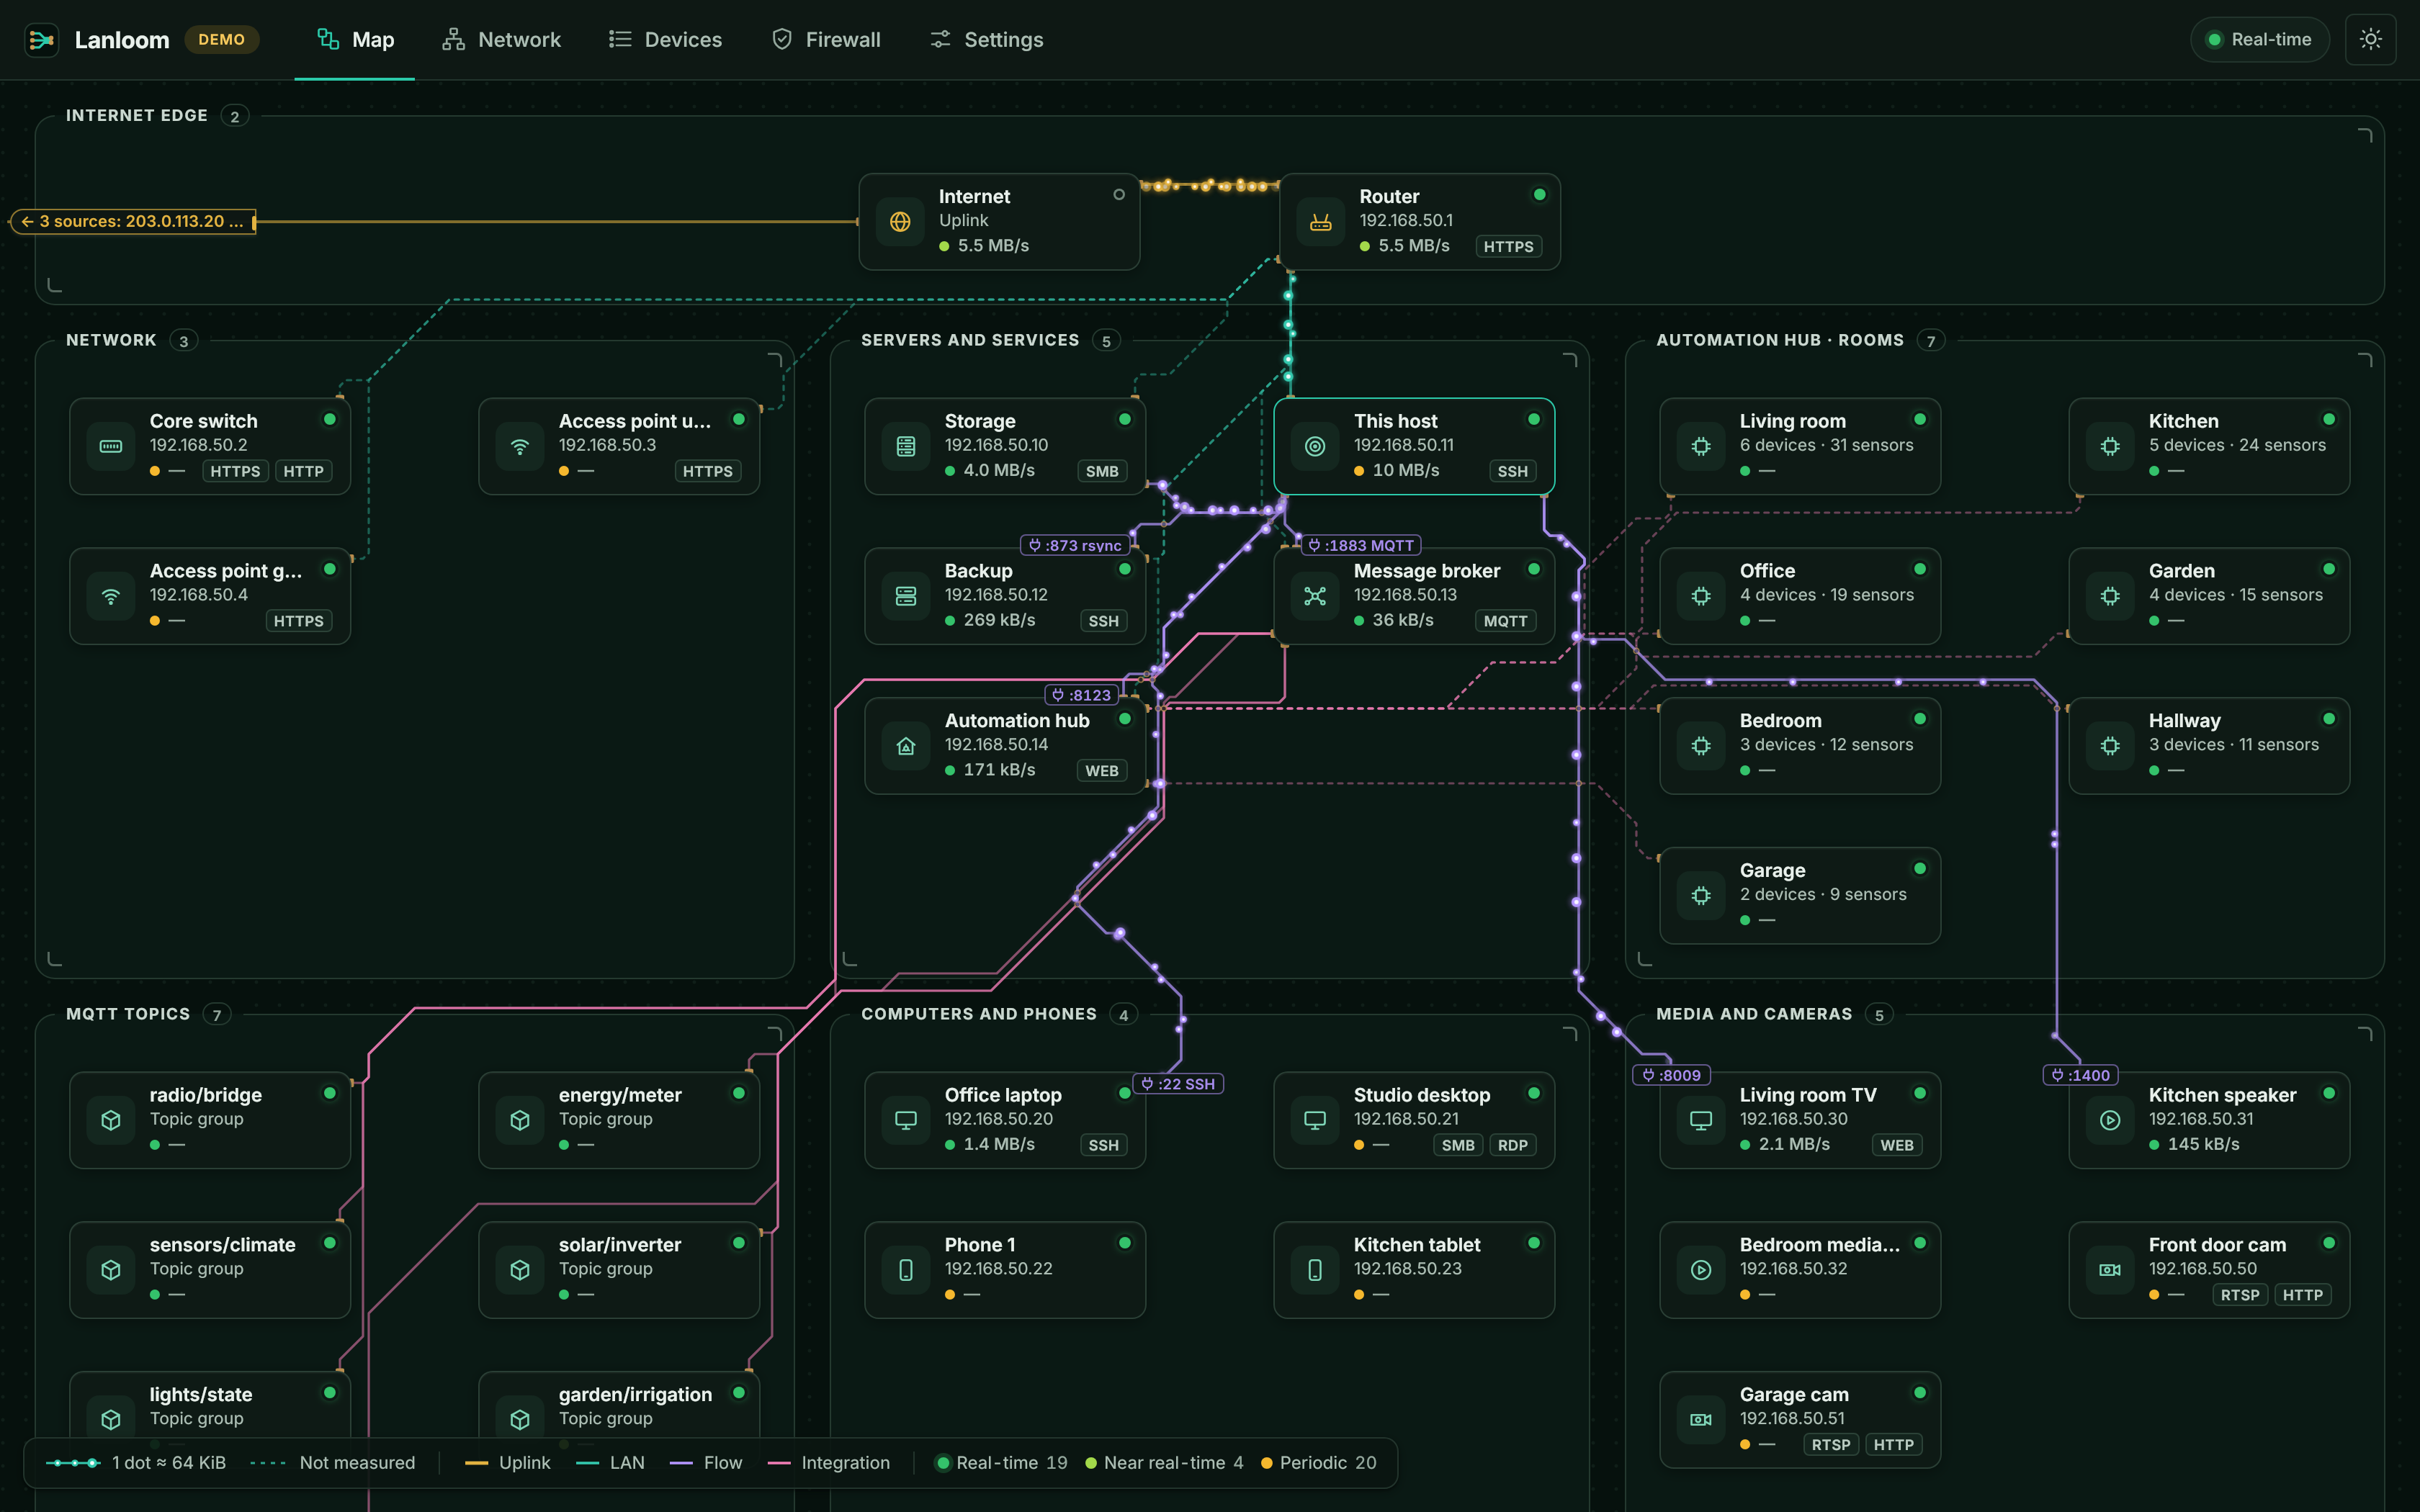 Lanloom
DEMO
Map
Network
Devices
Firewall
Settings
Real-time
INTERNET EDGE 2
← 3 sources: 203.0.113.20 ...
Internet
Uplink
5.5 MB/s
Router
192.168.50.1
5.5 MB/s HTTPS
NETWORK 3
Core switch
192.168.50.2
— HTTPS HTTP
Access point u...
192.168.50.3
— HTTPS
Access point g...
192.168.50.4
— HTTPS
SERVERS AND SERVICES 5
Storage
192.168.50.10
4.0 MB/s SMB
This host
192.168.50.11
10 MB/s SSH
:873 rsync
:1883 MQTT
Backup
192.168.50.12
269 kB/s SSH
Message broker
192.168.50.13
36 kB/s MQTT
:8123
Automation hub
192.168.50.14
171 kB/s WEB
AUTOMATION HUB · ROOMS 7
Living room
6 devices · 31 sensors
—
Kitchen
5 devices · 24 sensors
—
Office
4 devices · 19 sensors
—
Garden
4 devices · 15 sensors
—
Bedroom
3 devices · 12 sensors
—
Hallway
3 devices · 11 sensors
—
Garage
2 devices · 9 sensors
—
MQTT TOPICS 7
radio/bridge
Topic group
—
energy/meter
Topic group
—
sensors/climate
Topic group
—
solar/inverter
Topic group
—
lights/state
Topic group
garden/irrigation
Topic group
COMPUTERS AND PHONES 4
:22 SSH
Office laptop
192.168.50.20
1.4 MB/s SSH
Studio desktop
192.168.50.21
— SMB RDP
Phone 1
192.168.50.22
—
Kitchen tablet
192.168.50.23
—
MEDIA AND CAMERAS 5
:8009
:1400
Living room TV
192.168.50.30
2.1 MB/s WEB
Kitchen speaker
192.168.50.31
145 kB/s
Bedroom media...
192.168.50.32
—
Front door cam
192.168.50.50
— RTSP HTTP
Garage cam
192.168.50.51
— RTSP HTTP
1 dot ≈ 64 KiB
Not measured
Uplink
LAN
Flow
Integration
Real-time 19
Near real-time 4
Periodic 20